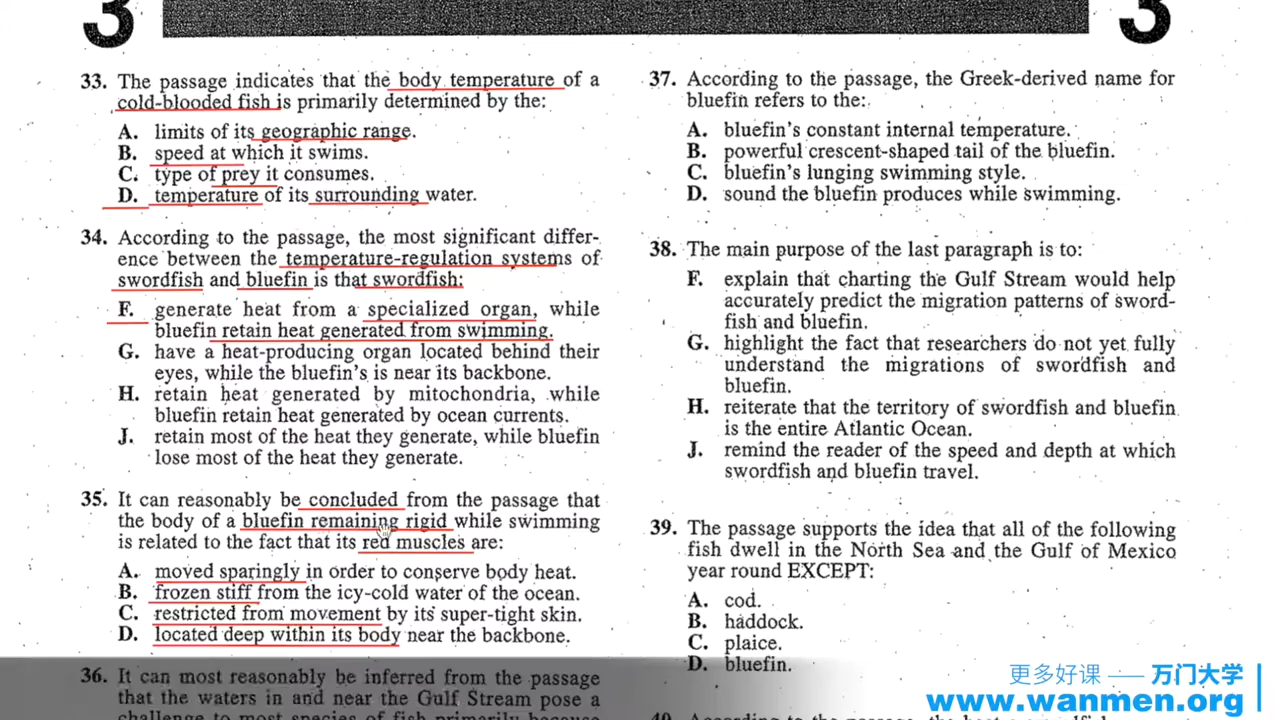 3
3
33. The passage indicates that the body temperature of a
cold-blooded fish is primarily determined by the:
A. limits of its geographic range.
B. speed at which it swims.
C. type of prey it consumes.
D. temperature of its surrounding water.
34. According to the passage, the most significant differ-
ence between the temperature-regulation systems of
swordfish and bluefin is that swordfish:
F. generate heat from a specialized organ, while
bluefin retain heat generated from swimming.
G. have a heat-producing organ located behind their
eyes, while the bluefin's is near its backbone.
H. retain heat generated by mitochondria, while
bluefin retain heat generated by ocean currents.
J. retain most of the heat they generate, while bluefin
lose most of the heat they generate.
35. It can reasonably be concluded from the passage that
the body of a bluefin remaining rigid while swimming
is related to the fact that its red muscles are:
A. moved sparingly in order to conserve body heat.
B. frozen stiff from the icy-cold water of the ocean.
C. restricted from movement by its super-tight skin.
D. located deep within its body near the backbone.
36. It can most reasonably be inferred from the passage
that the waters in and near the Gulf Stream pose a
challenge to most species of fish primarily because
37. According to the passage, the Greek-derived name for
bluefin refers to the:
A. bluefin's constant internal temperature.
B. powerful crescent-shaped tail of the bluefin.
C. bluefin's lunging swimming style.
D. sound the bluefin produces while swimming.
38. The main purpose of the last paragraph is to:
F. explain that charting the Gulf Stream would help
accurately predict the migration patterns of sword-
fish and bluefin.
G. highlight the fact that researchers do not yet fully
understand the migrations of swordfish and
bluefin.
H. reiterate that the territory of swordfish and bluefin
is the entire Atlantic Ocean.
J. remind the reader of the speed and depth at which
swordfish and bluefin travel.
39. The passage supports the idea that all of the following
fish dwell in the North Sea and the Gulf of Mexico
year round EXCEPT:
A. cod.
B. haddock.
C. plaice.
D. bluefin.
40. According to the passage, the
更多好课 —— 万门大学
www.wanmen.org